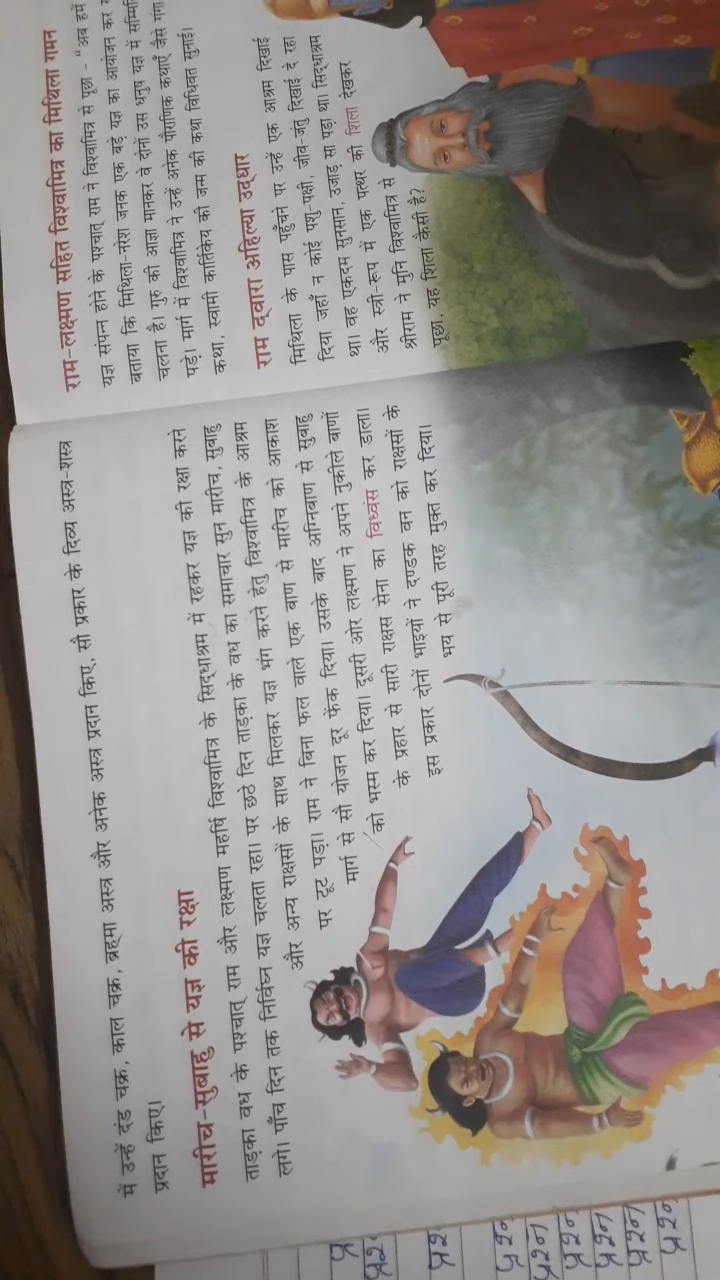 में उन्हें दंड चक्र, काल चक्र, ब्रह्मा अस्त्र और अनेक अस्त्र प्रदान किए, सौ प्रकार के दिव्य अस्त्र-शस्त्र
प्रदान किए।
मारीच-सुबाहु से यज्ञ की रक्षा
ताड़का वध के पश्चात् राम और लक्ष्मण महर्षि विश्वामित्र के सिद्धाश्रम में रहकर यज्ञ की रक्षा करने
लगे। पाँच दिन तक निर्विघ्न यज्ञ चलता रहा। पर छठे दिन ताड़का के वध का समाचार सुन मारीच, सुबाहु
और अन्य राक्षसों के साथ मिलकर यज्ञ भंग करने हेतु विश्वामित्र के आश्रम
पर टूट पड़ा। राम ने बिना फल वाले एक बाण से मारीच को आकाश
मार्ग से सौ योजन दूर फेंक दिया। उसके बाद अग्निबाण से सुबाहु
को भस्म कर दिया। दूसरी ओर लक्ष्मण ने अपने नुकीले बाणों
के प्रहार से सारी राक्षस सेना का विध्वंस कर डाला।
इस प्रकार दोनों भाइयों ने दण्डक वन को राक्षसों के
भय से पूरी तरह मुक्त कर दिया।
राम-लक्ष्मण सहित विश्वामित्र का मिथिला गमन
यज्ञ संपन्न होने के पश्चात् राम ने विश्वामित्र से पूछा - "अब हमें
बताया कि मिथिला-नरेश जनक एक बड़े यज्ञ का आयोजन कर
चलना है। गुरु की आज्ञा मानकर वे दोनों उस धनुष यज्ञ में
पड़े। मार्ग में विश्वामित्र ने उन्हें अनेक पौराणिक कथाएँ जैसे गंगा
कथा, स्वामी कार्तिकेय की जन्म की कथा विधिवत सुनाई।
राम द्वारा अहिल्या उद्धार
मिथिला के पास पहुँचने पर उन्हें एक आश्रम दिखाई
दिया जहाँ न कोई पशु-पक्षी, जीव-जंतु दिखाई दे रहा
था। वह एकदम सुनसान, उजाड़ सा पड़ा था। सिद्धाश्रम
और स्त्री-रूप में एक पत्थर की शिला देखकर
श्रीराम ने मुनि विश्वामित्र से
पूछा, यह शिला कैसी है?
प्रश्न
प्रश्न
प्रश्न
प्रश्न
प्रश्न